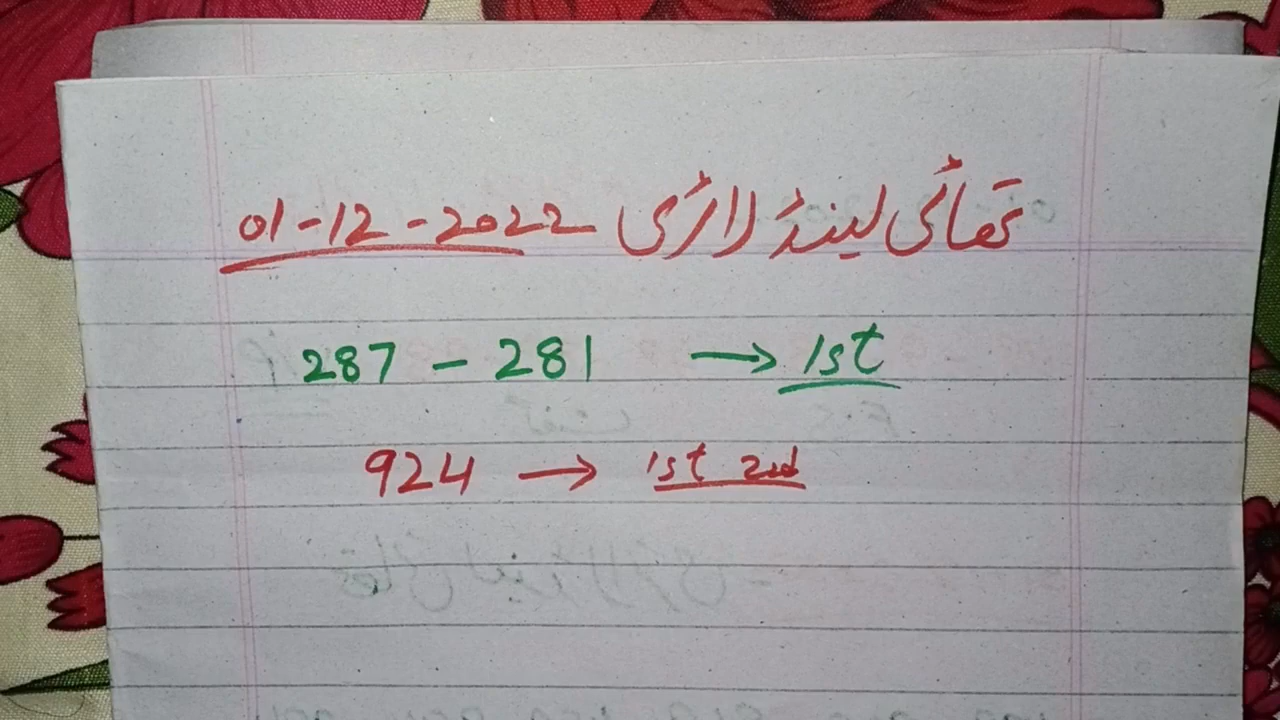 تھائی لینڈ لاٹری 01-12-2022
287 - 281 → 1st
924 → 1st 2nd